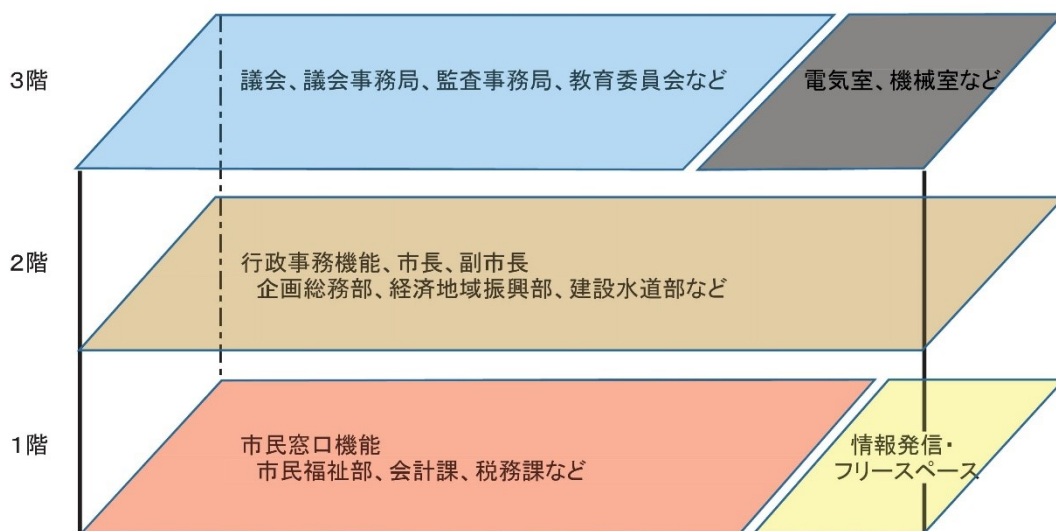 3階
議会、議会事務局、監査事務局、教育委員会など
電気室、機械室など
2階
行政事務機能、市長、副市長
企画総務部、経済地域振興部、建設水道部など
1階
市民窓口機能
市民福祉部、会計課、税務課など
情報発信・
フリースペース